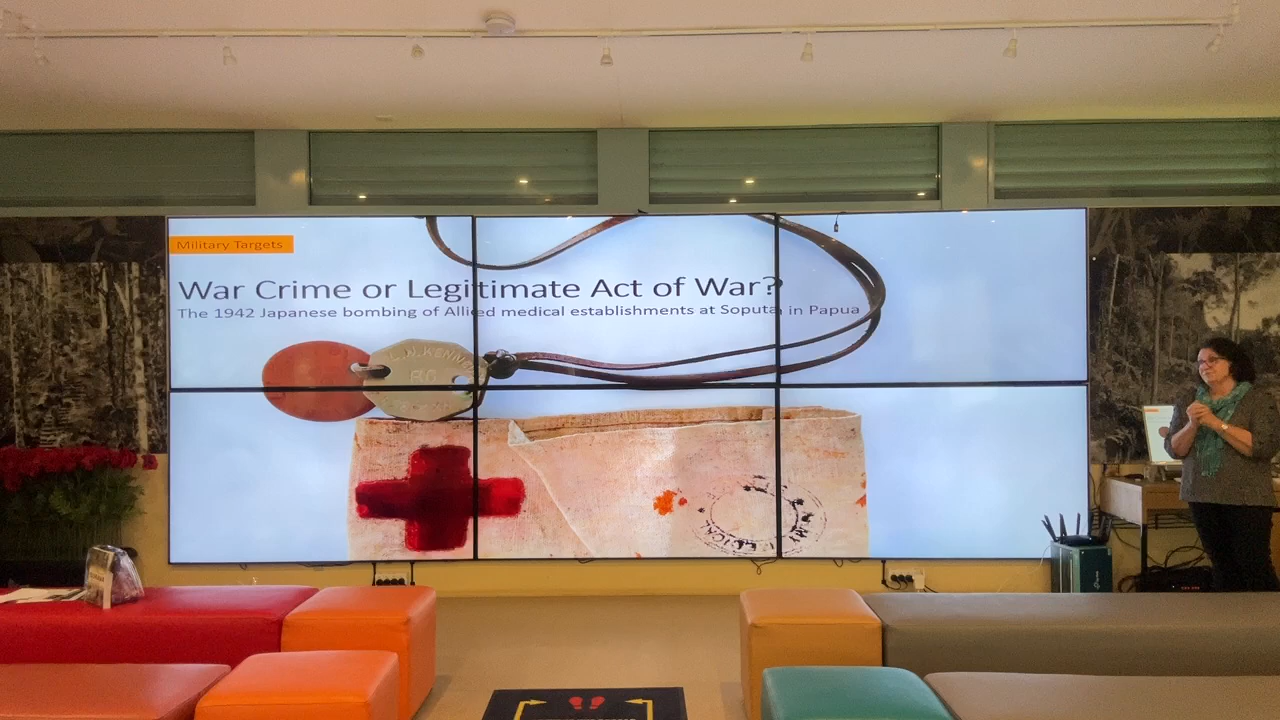 Military Targets
War Crime or Legitimate Act of War?
The 1942 Japanese bombing of Allied medical establishments at Soputa in Papua